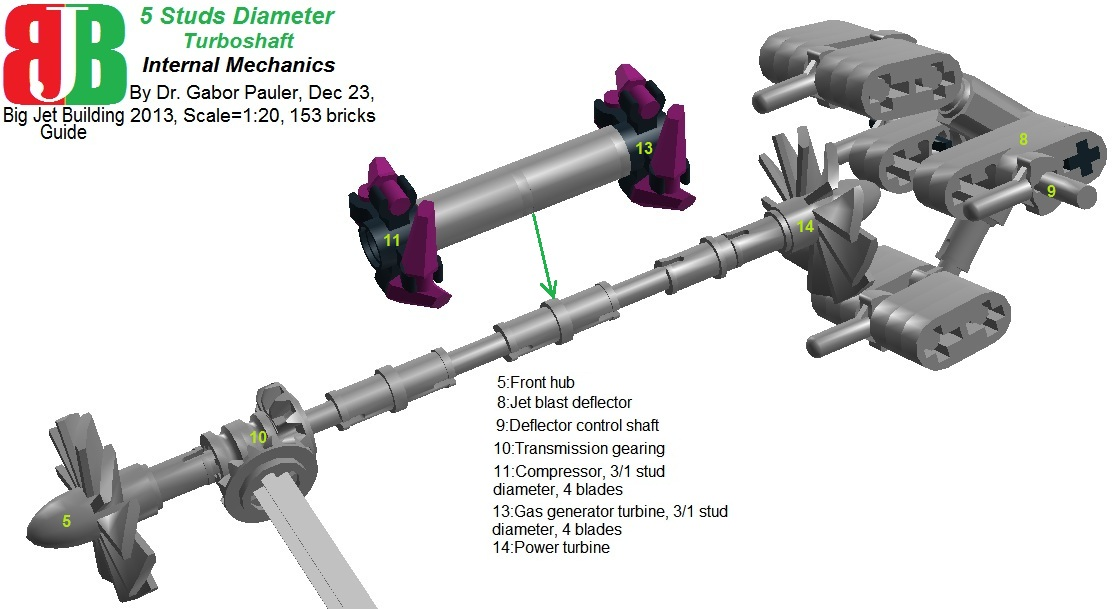 BJB
Big Jet Building
Guide
5 Studs Diameter
Turboshaft
Internal Mechanics
By Dr. Gabor Pauler, Dec 23,
2013, Scale=1:20, 153 bricks
13
11
8
9
14
10
5
5:Front hub
8:Jet blast deflector
9:Deflector control shaft
10:Transmission gearing
11:Compressor, 3/1 stud
diameter, 4 blades
13:Gas generator turbine, 3/1 stud
diameter, 4 blades
14:Power turbine